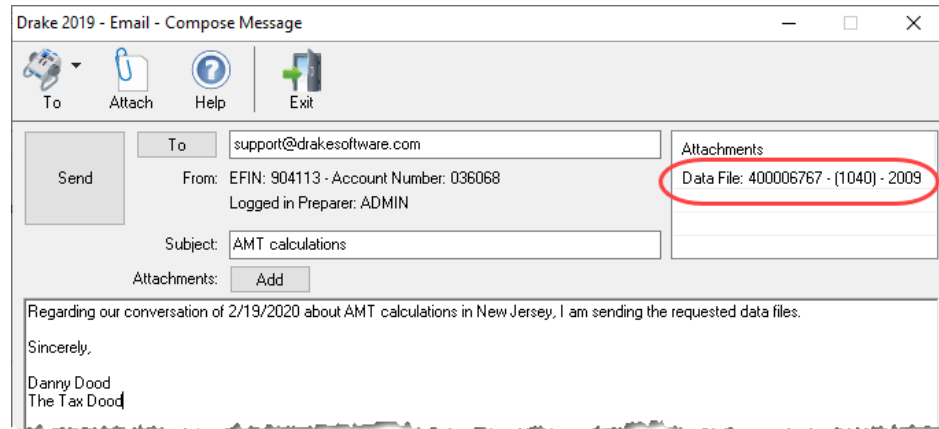 Drake 2019 - Email - Compose Message
To Attach Help Exit
Send
To support@drakesoftware.com
From: EFIN: 904113 - Account Number: 036068
Logged in Preparer: ADMIN
Subject: AMT calculations
Attachments: Add
Attachments
Data File: 400006767 - (1040) - 2009
Regarding our conversation of 2/19/2020 about AMT calculations in New Jersey, I am sending the requested data files.
Sincerely,
Danny Dood
The Tax Dood